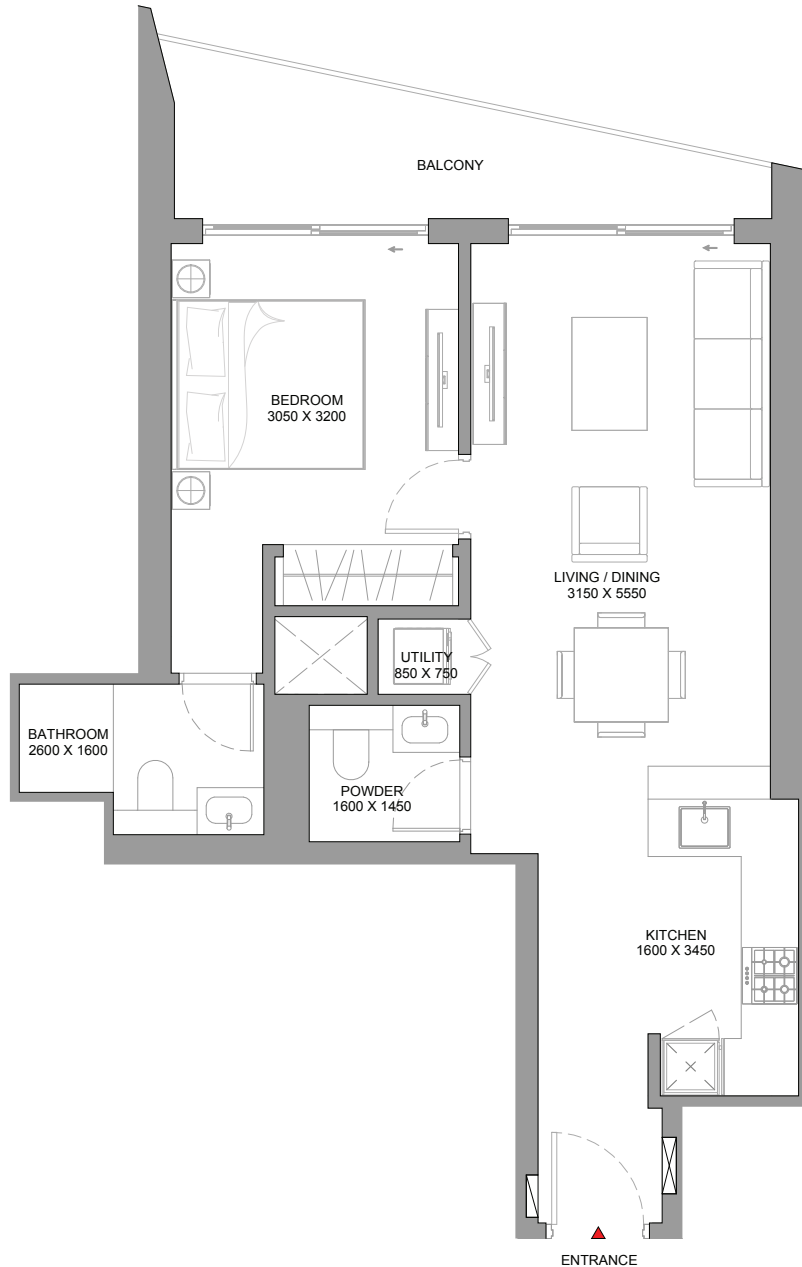 BALCONY
BEDROOM
3050 X 3200
LIVING / DINING
3150 X 5550
UTILITY
850 X 750
BATHROOM
2600 X 1600
POWDER
1600 X 1450
KITCHEN
1600 X 3450
ENTRANCE